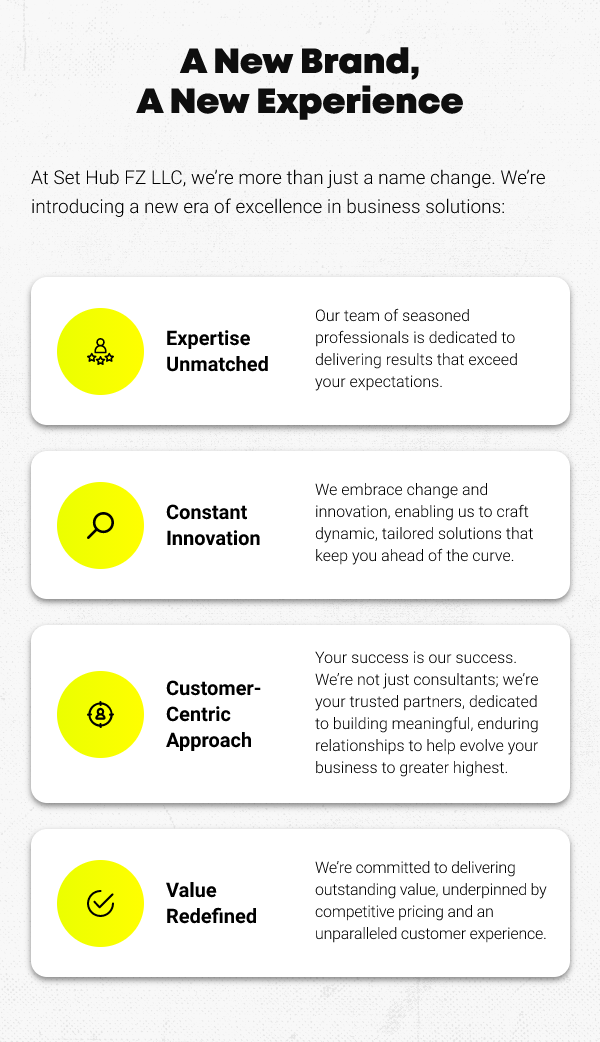 A New Brand,
A New Experience
At Set Hub FZ LLC, we’re more than just a name change. We’re
introducing a new era of excellence in business solutions:
Expertise
Unmatched
Our team of seasoned
professionals is dedicated to
delivering results that exceed
your expectations.
Constant
Innovation
We embrace change and
innovation, enabling us to craft
dynamic, tailored solutions that
keep you ahead of the curve.
Customer-
Centric
Approach
Your success is our success.
We’re not just consultants; we’re
your trusted partners, dedicated
to building meaningful, enduring
relationships to help evolve your
business to greater highest.
Value
Redefined
We’re committed to delivering
outstanding value, underpinned by
competitive pricing and an
unparalleled customer experience.